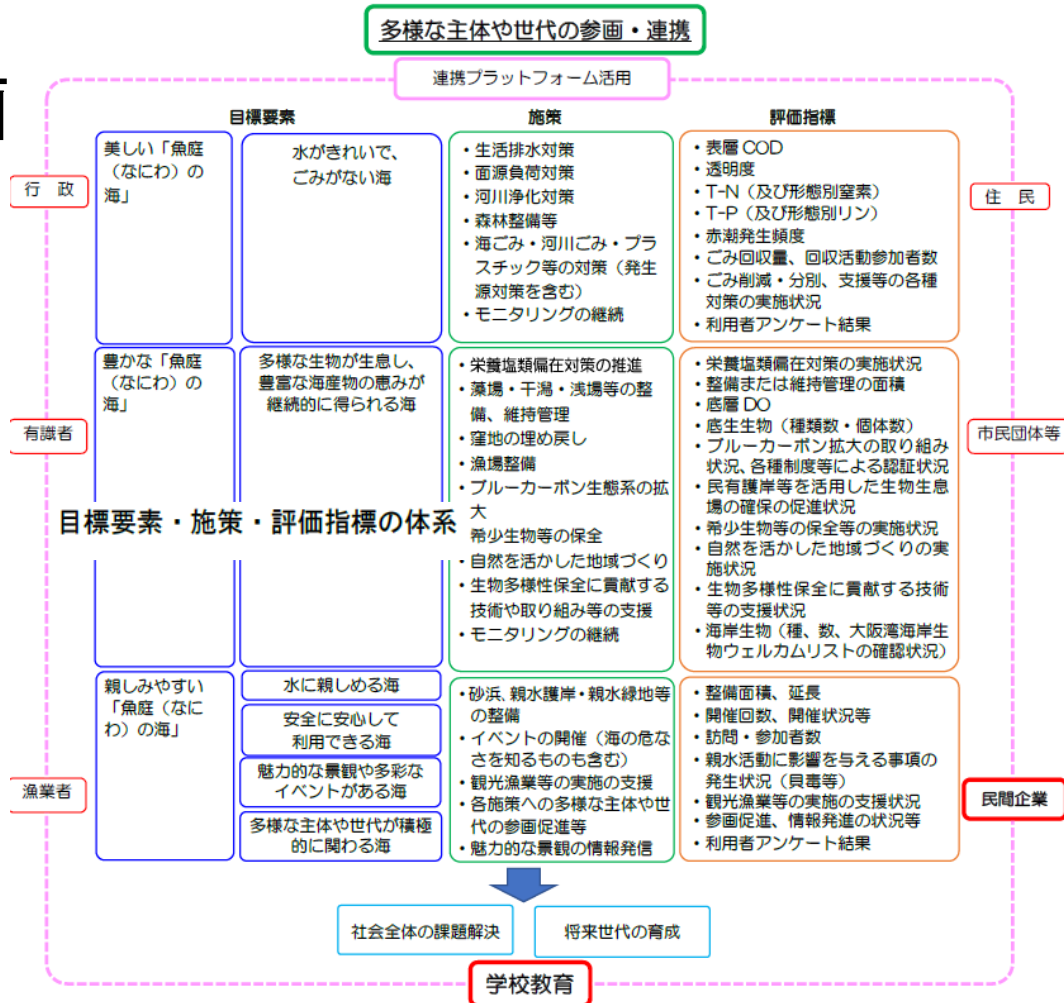 多様な主体や世代の参画・連携
連携プラットフォーム活用
目標要素
施策
評価指標
行 政
有識者
漁業者
美しい「魚庭
（なにわ）の
海」
水がきれいで、
ごみがない海
・生活排水対策
・面源負荷対策
・河川浄化対策
・森林整備等
・海ごみ・河川ごみ・プラ
スチック等の対策（発生
源対策を含む）
・モニタリングの継続
・表層 COD
・透明度
・T-N（及び形態別窒素）
・T-P（及び形態別リン）
・赤潮発生頻度
・ごみ回収量、回収活動参加者数
・ごみ削減・分別、支援等の各種
対策の実施状況
・利用者アンケート結果
豊かな「魚庭
（なにわ）の
海」
多様な生物が生息し、
豊富な海産物の恵みが
継続的に得られる海
・栄養塩類偏在対策の推進
・藻場・干潟・浅場等の整
備、維持管理
・窪地の埋め戻し
・漁場整備
・ブルーカーボン生態系の拡
大
希少生物等の保全
・自然を活かした地域づくり
・生物多様性保全に貢献する
技術や取り組み等の支援
・モニタリングの継続
・栄養塩類偏在対策の実施状況
・整備または維持管理の面積
・底層 DO
・底生生物（種類数・個体数）
・ブルーカーボン拡大の取り組み
状況、各種制度等による認証状況
・民有護岸等を活用した生物生息
場の確保の促進状況
・希少生物等の保全等の実施状況
・自然を活かした地域づくりの実
施状況
・生物多様性保全に貢献する技術
等の支援状況
・海岸生物（種、数、大阪湾海岸生
物ウェルカムリストの確認状況）
目標要素・施策・評価指標の体系
親しみやすい
「魚庭（なに
わ）の海」
水に親しめる海
安全に安心して
利用できる海
魅力的な景観や多彩な
イベントがある海
多様な主体や世代が積極
的に関わる海
・砂浜、親水護岸・親水緑地等
の整備
・イベントの開催（海の危な
さを知るものも含む）
・観光漁業等の実施の支援
・各施策への多様な主体や世
代の参画促進等
・魅力的な景観の情報発信
・整備面積、延長
・開催回数、開催状況等
・訪問・参加者数
・親水活動に影響を与える事項の
発生状況（貝毒等）
・観光漁業等の実施の支援状況
・参画促進、情報発進の状況等
・利用者アンケート結果
住 民
市民団体等
民間企業
社会全体の課題解決
将来世代の育成
学校教育